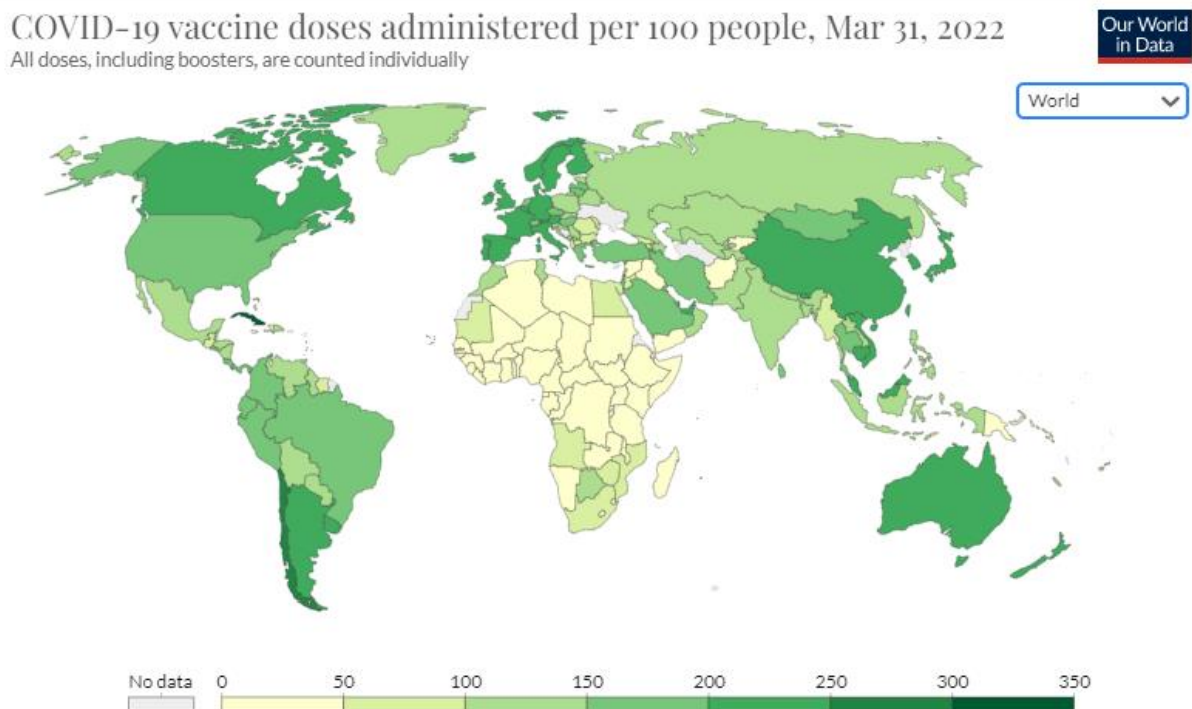 COVID-19 vaccine doses administered per 100 people, Mar 31, 2022
All doses, including boosters, are counted individually
Our World
in Data
World
No data 0 50 100 150 200 250 300 350